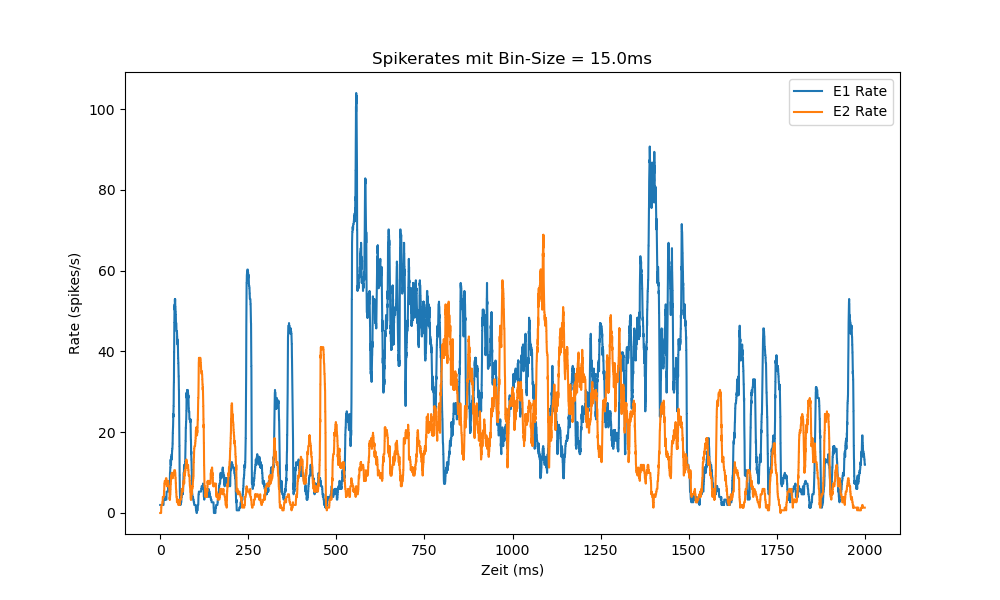 Spikerates mit Bin-Size = 15.0ms
E1 Rate
E2 Rate
100
80
60
40
20
0
Rate (spikes/s)
0 250 500 750 1000 1250 1500 1750 2000
Zeit (ms)